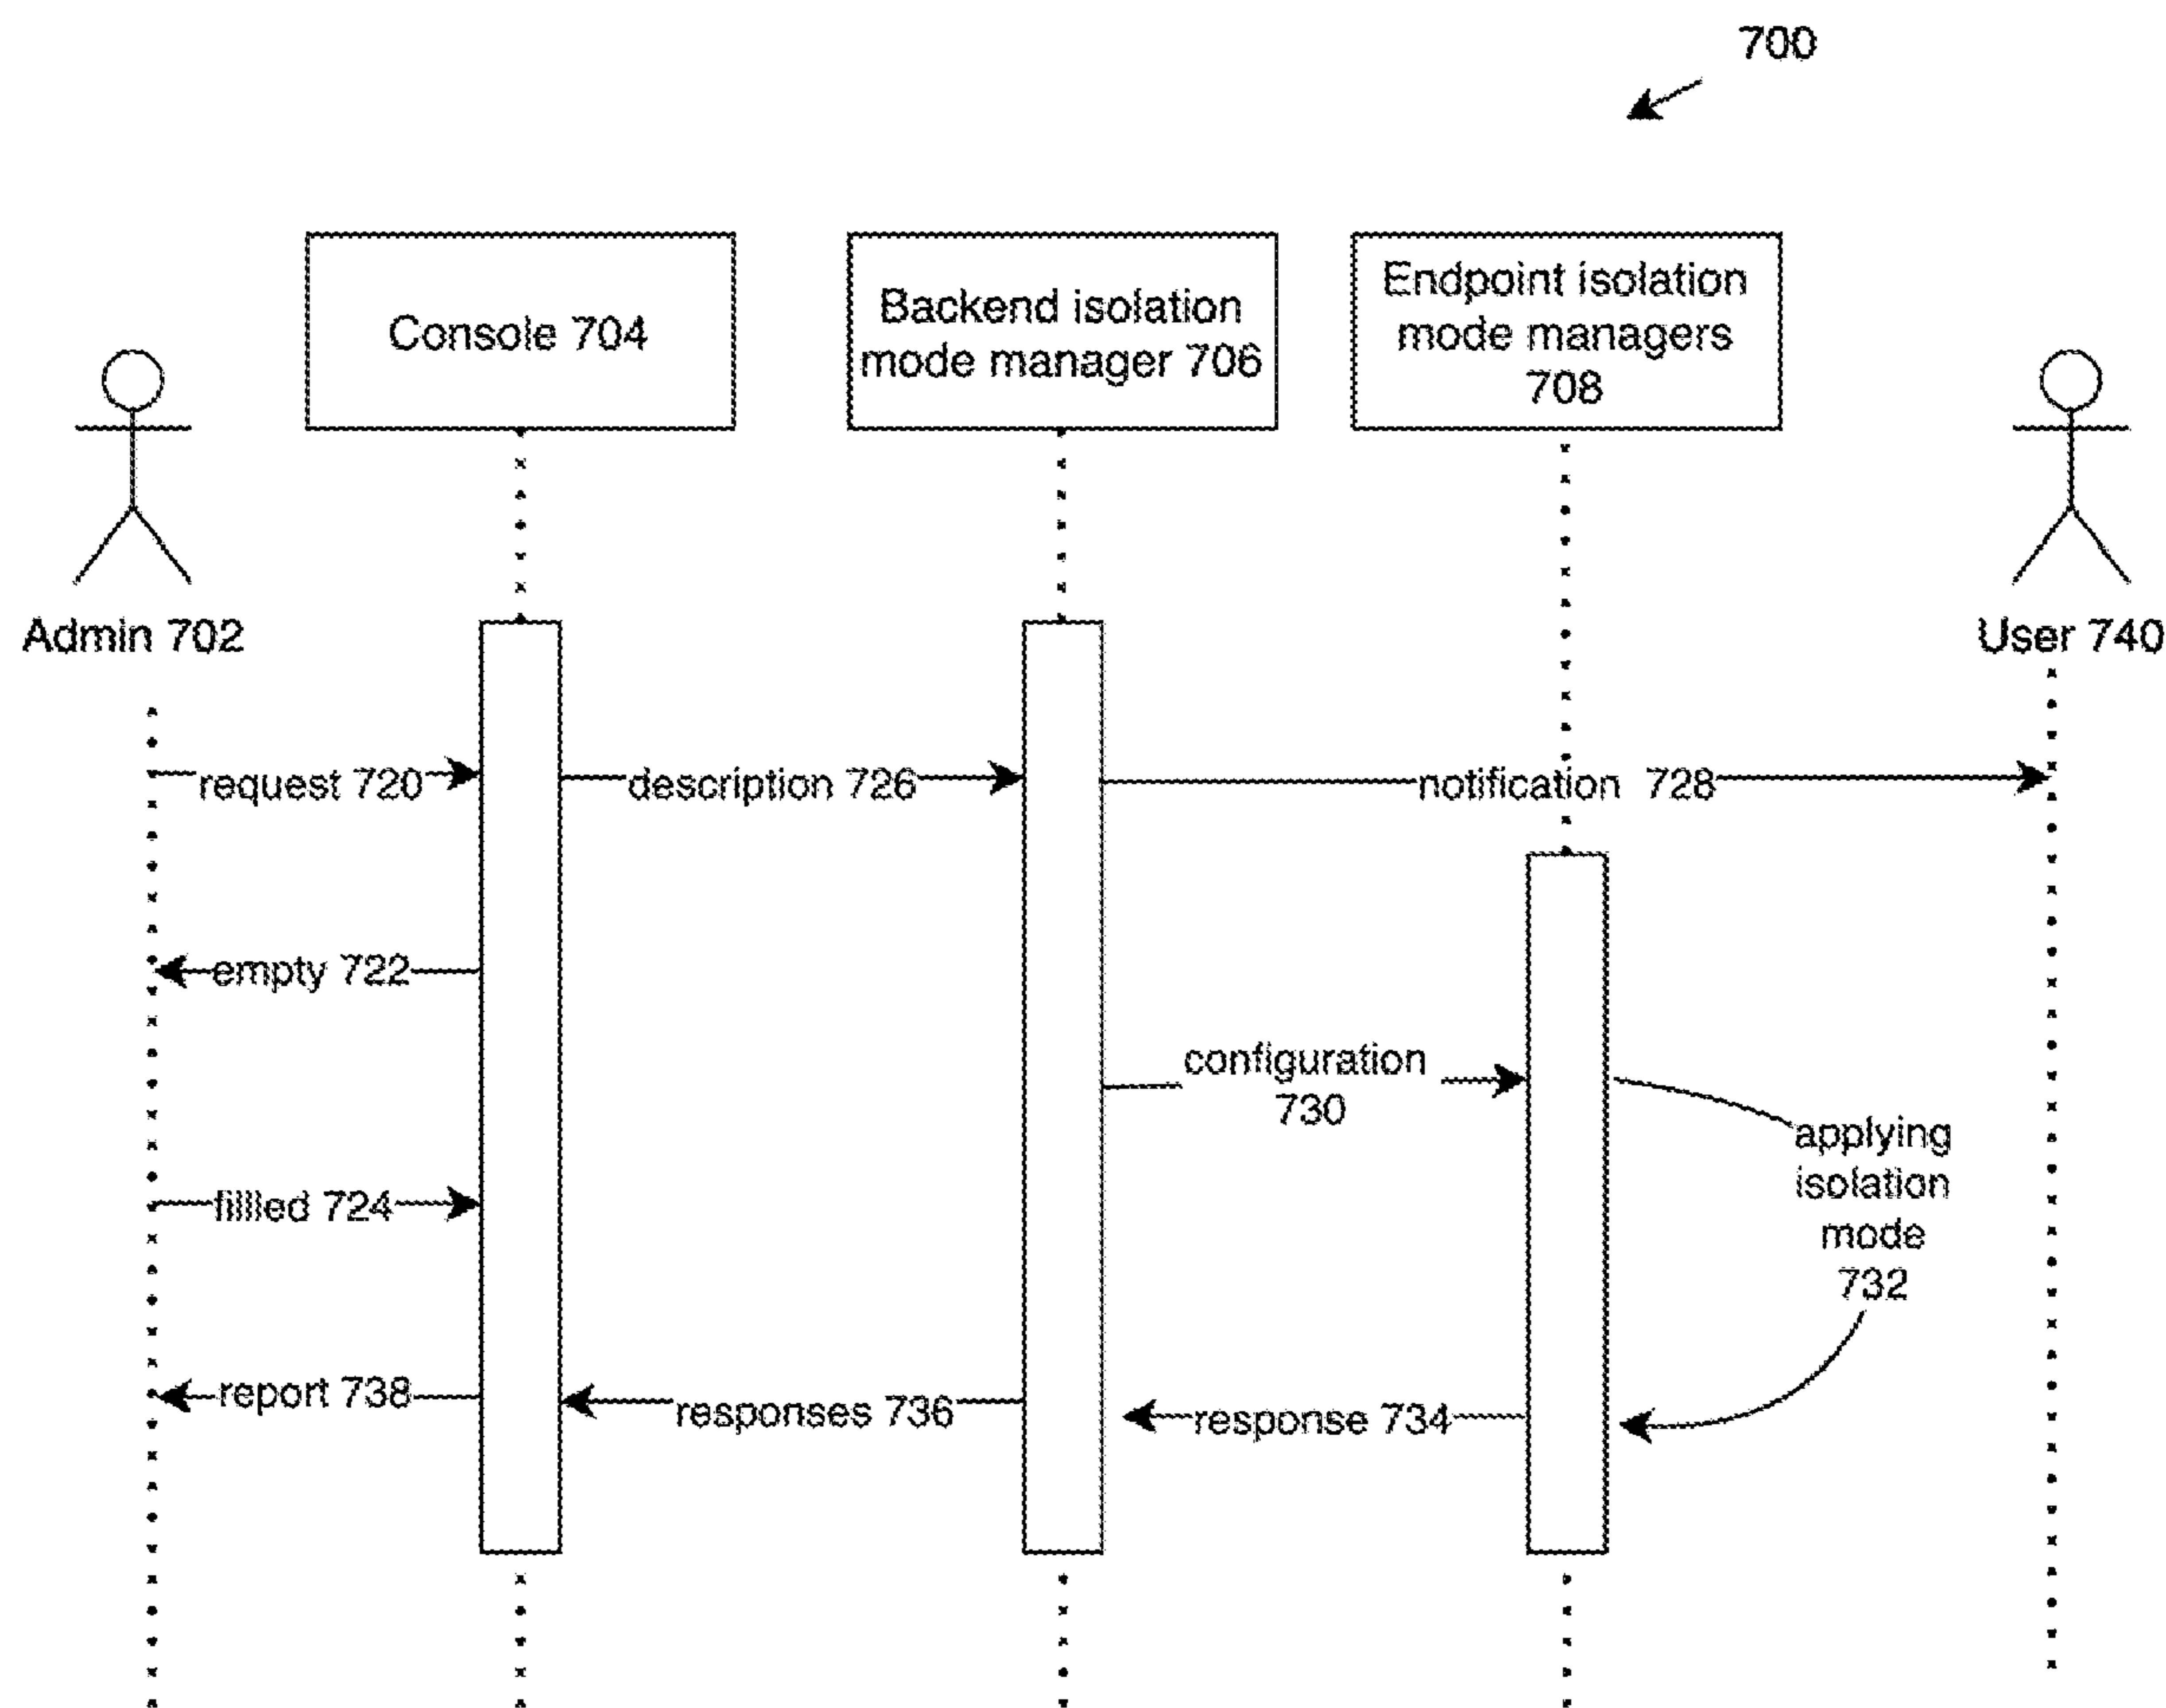 700
Console 704
Backend isolation
mode manager 706
Endpoint isolation
mode managers
708
Admin 702
User 740
request 720
description 726
notification 728
empty 722
configuration
730
applying
isolation
mode
732
fillled 724
report 738
responses 736
response 734